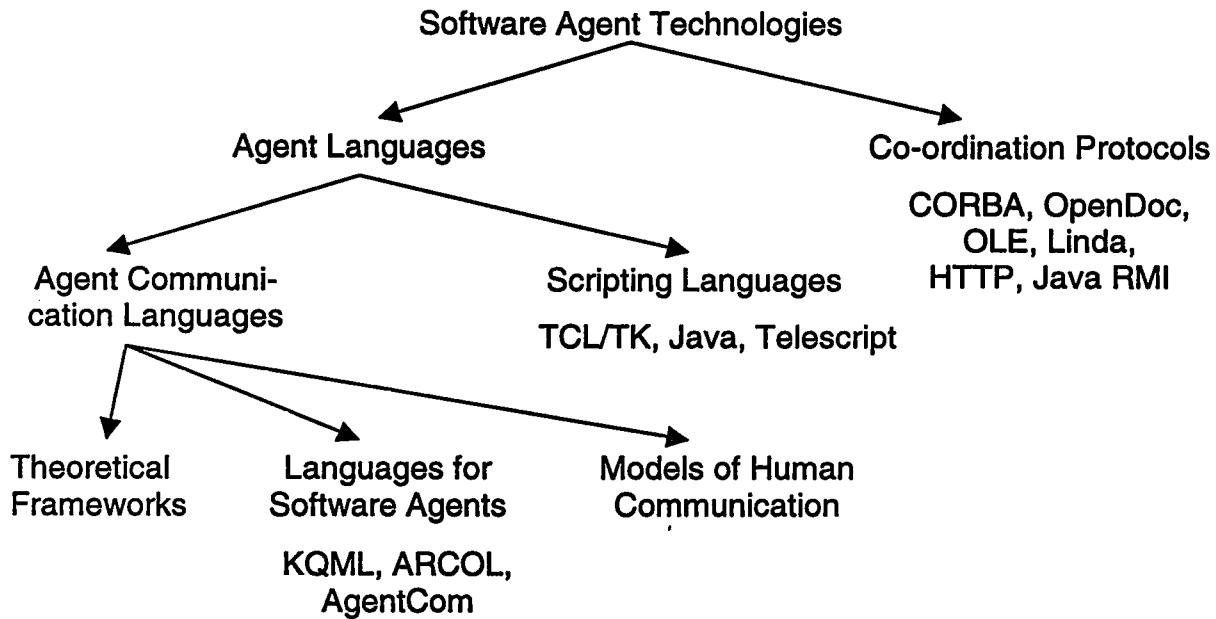 Software Agent Technologies
Agent Languages
Co-ordination Protocols
CORBA, OpenDoc,
OLE, Linda,
HTTP, Java RMI
Agent Communi-
cation Languages
Scripting Languages
TCL/TK, Java, Telescript
Theoretical
Frameworks
Languages for
Software Agents
KQML, ARCOL,
AgentCom
Models of Human
Communication